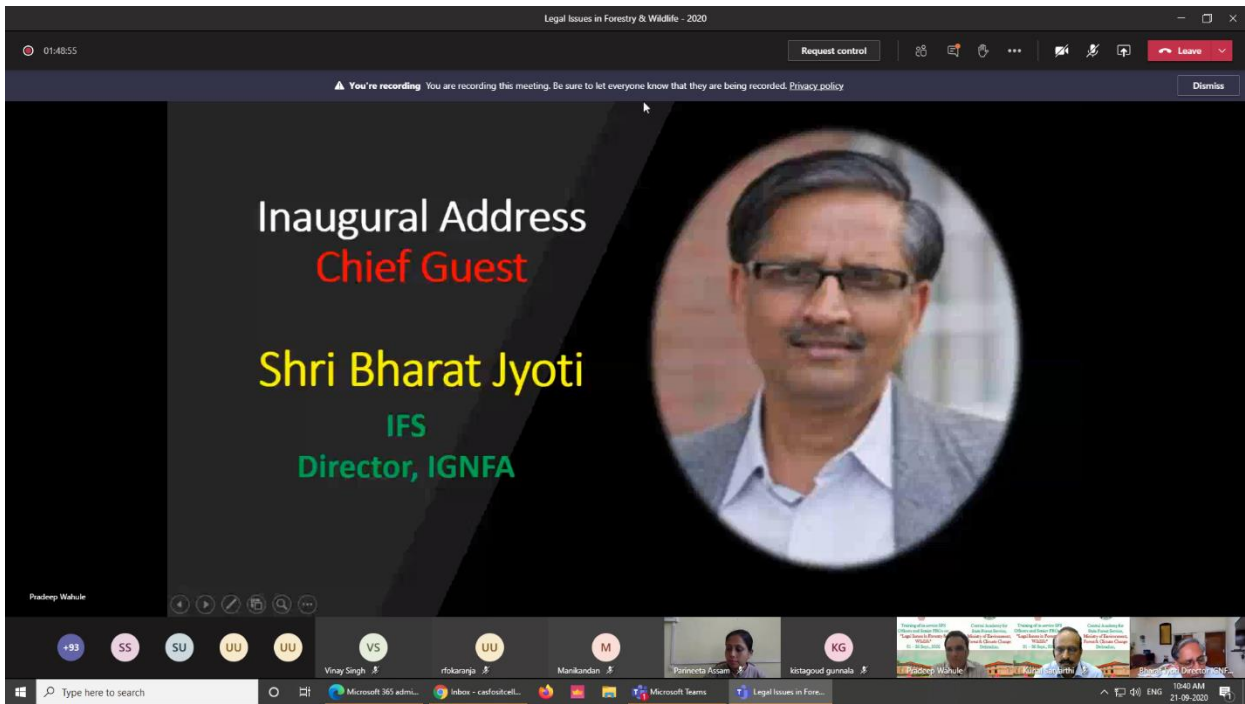 Legal Issues in Forestry & Wildlife - 2020
01:48:55
Request control
Leave
You're recording You are recording this meeting. Be sure to let everyone know that they are being recorded. Privacy policy
Dismiss
Inaugural Address
Chief Guest
Shri Bharat Jyoti
IFS
Director, IGNFA
Pradeep Wahule
+93
SS
SU
UU
UU
VS
Vinay Singh
UU
rfokaranja
M
Manikandan
Parineeta Assam
KG
kistagoud gunnala
Pradeep Wahule
Bharat Jyoti Director IGNF...
Type here to search
Microsoft 365 admi...
Inbox - casfositcell...
Microsoft Teams
Legal Issues in Fore...
ENG
10:40 AM
21-09-2020